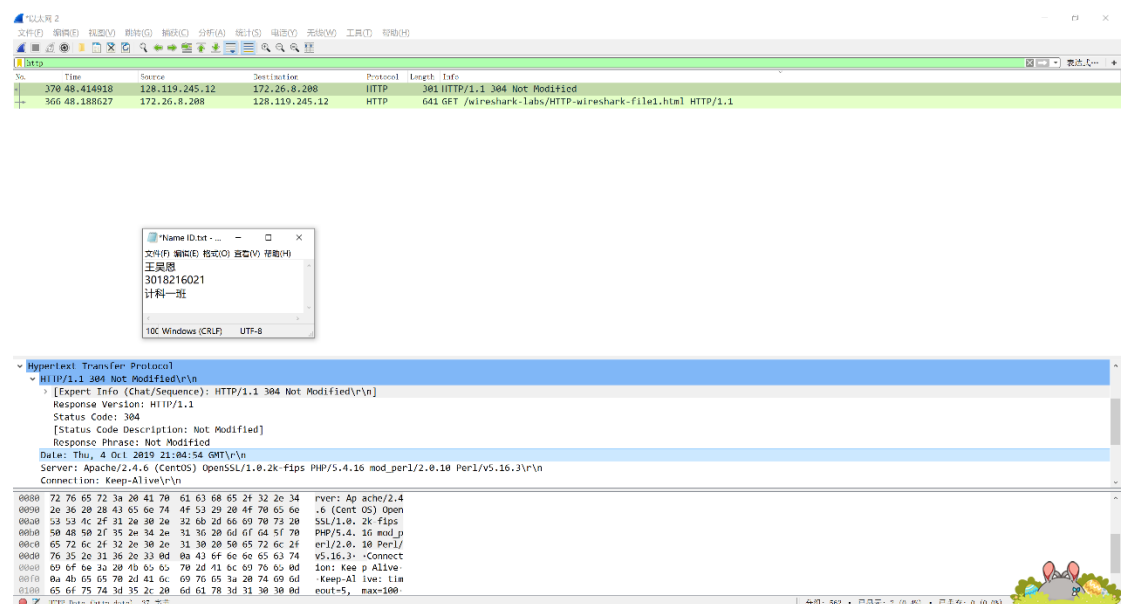 *以太网 2
文件(F) 编辑(E) 视图(V) 跳转(G) 捕获(C) 分析(A) 统计(S) 电话(Y) 无线(W) 工具(T) 帮助(H)
http 表达式… +
No. Time Source Destination Protocol Length Info
370 48.414918 128.119.245.12 172.26.8.208 HTTP 301 HTTP/1.1 304 Not Modified
366 48.188627 172.26.8.208 128.119.245.12 HTTP 641 GET /wireshark-labs/HTTP-wireshark-file1.html HTTP/1.1
*Name ID.txt - ...
文件(F) 编辑(E) 格式(O) 查看(V) 帮助(H)
王昊恩
3018216021
计科一班
100 Windows (CRLF) UTF-8
Hypertext Transfer Protocol
HTTP/1.1 304 Not Modified\r\n
[Expert Info (Chat/Sequence): HTTP/1.1 304 Not Modified\r\n]
Response Version: HTTP/1.1
Status Code: 304
[Status Code Description: Not Modified]
Response Phrase: Not Modified
Date: Thu, 4 Oct 2019 21:04:54 GMT\r\n
Server: Apache/2.4.6 (CentOS) OpenSSL/1.0.2k-fips PHP/5.4.16 mod_perl/2.0.10 Perl/v5.16.3\r\n
Connection: Keep-Alive\r\n
0080 72 76 65 72 3a 20 41 70 61 63 68 65 2f 32 2e 34 rver: Ap ache/2.4
0090 2e 36 20 28 43 65 6e 74 4f 53 29 20 4f 70 65 6e .6 (Cent OS) Open
00a0 53 53 4c 2f 31 2e 30 2e 32 6b 2d 66 69 70 73 20 SSL/1.0. 2k-fips
00b0 50 48 50 2f 35 2e 34 2e 31 36 20 6d 6f 64 5f 70 PHP/5.4. 16 mod_p
00c0 65 72 6c 2f 32 2e 30 2e 31 30 20 50 65 72 6c 2f erl/2.0. 10 Perl/
00d0 76 35 2e 31 36 2e 33 0d 0a 43 6f 6e 6e 65 63 74 v5.16.3· ·Connect
00e0 69 6f 6e 3a 20 4b 65 65 70 2d 41 6c 69 76 65 0d ion: Kee p-Alive·
00f0 0a 4b 65 65 70 2d 41 6c 69 76 65 3a 20 74 69 6d ·Keep-Al ive: tim
0100 65 6f 75 74 3d 35 2c 20 6d 61 78 3d 31 30 30 0d eout=5, max=100·